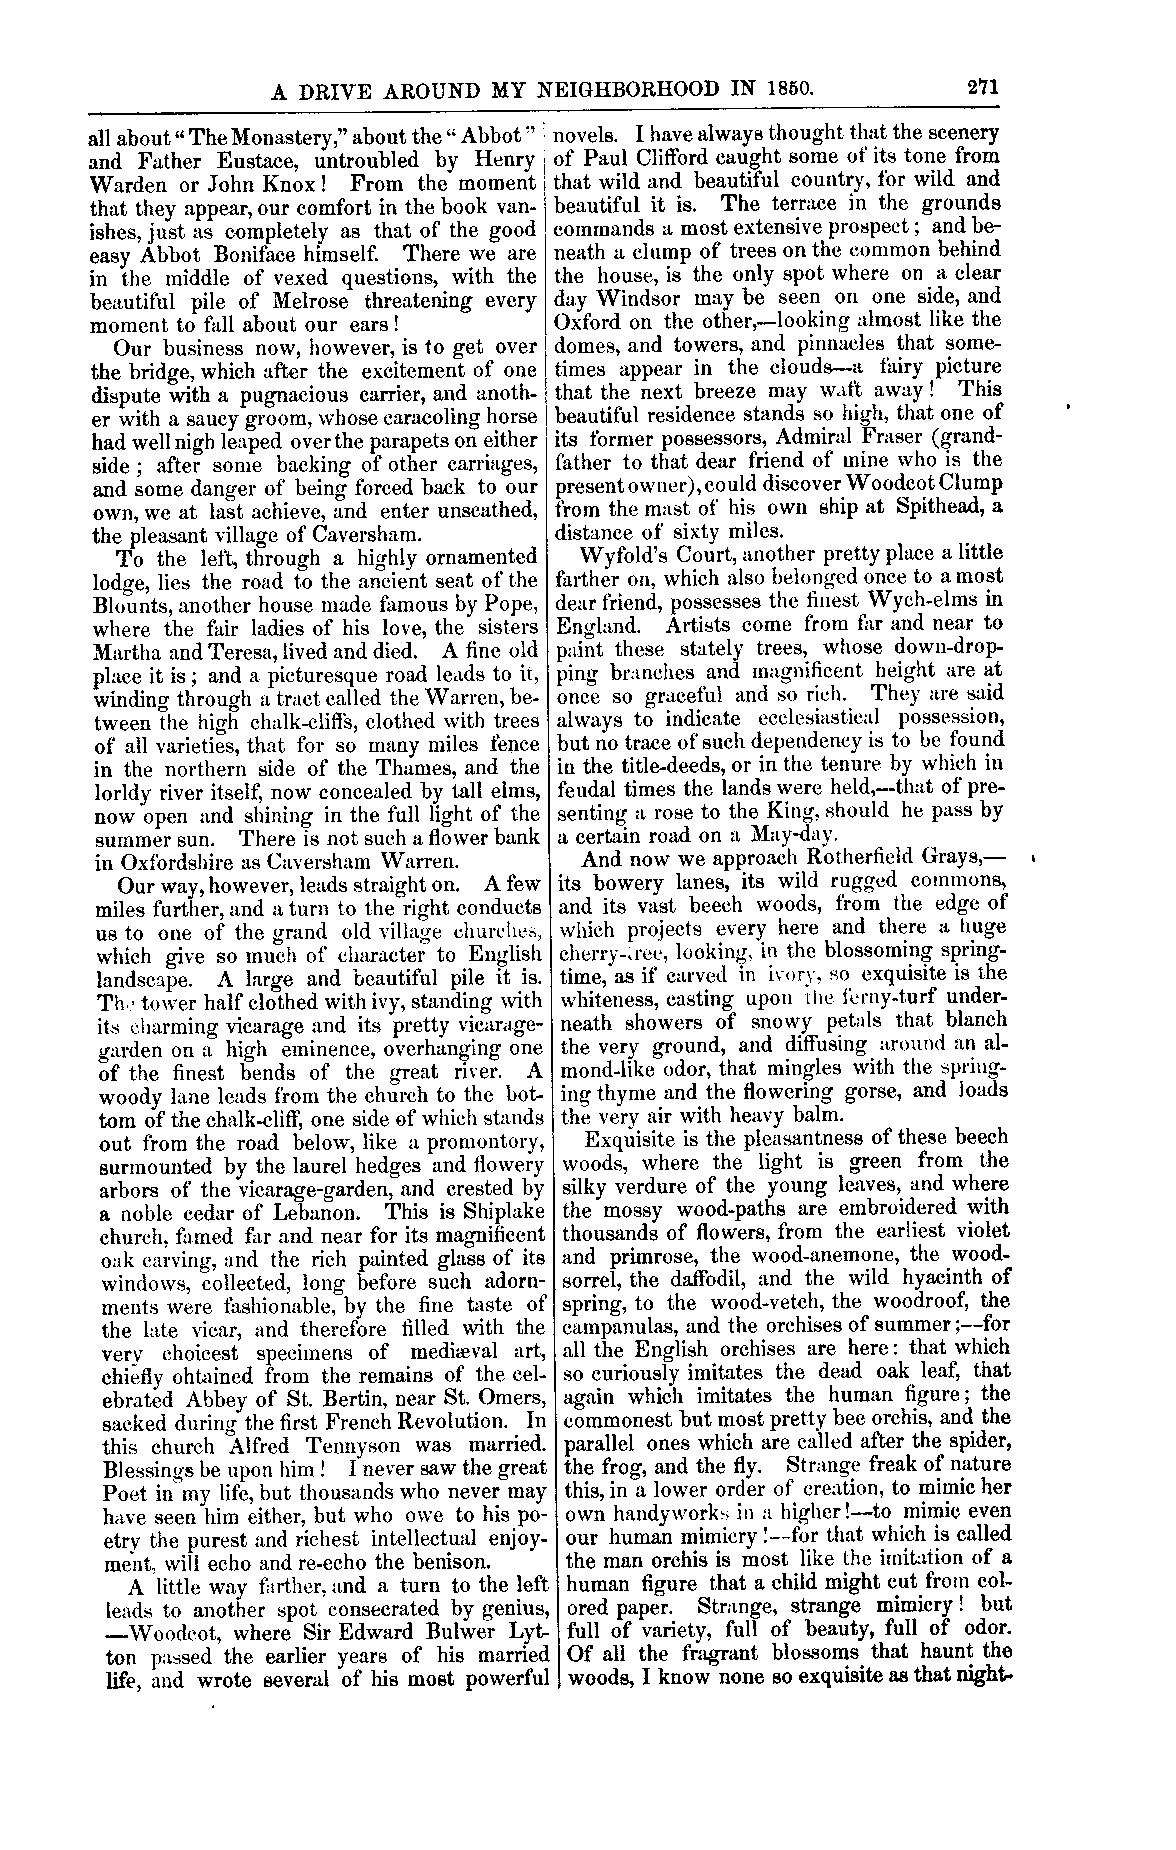 A DRIVE AROUND MY NEIGHBORHOOD IN 1850. 271
all about "The Monastery," about the "Abbot"
and Father Eustace, untroubled by Henry
Warden or John Knox! From the moment
that they appear, our comfort in the book van-
ishes, just as completely as that of the good
easy Abbot Boniface himself. There we are
in the middle of vexed questions, with the
beautiful pile of Melrose threatening every
moment to fall about our ears!
Our business now, however, is to get over
the bridge, which after the excitement of one
dispute with a pugnacious carrier, and anoth-
er with a saucy groom, whose caracoling horse
had well nigh leaped over the parapets on either
side; after some backing of other carriages,
and some danger of being forced back to our
own, we at last achieve, and enter unscathed,
the pleasant village of Caversham.
To the left, through a highly ornamented
lodge, lies the road to the ancient seat of the
Blounts, another house made famous by Pope,
where the fair ladies of his love, the sisters
Martha and Teresa, lived and died. A fine old
place it is; and a picturesque road leads to it,
winding through a tract called the Warren, be-
tween the high chalk-cliffs, clothed with trees
of all varieties, that for so many miles fence
in the northern side of the Thames, and the
lorldy river itself, now concealed by tall elms,
now open and shining in the full light of the
summer sun. There is not such a flower bank
in Oxfordshire as Caversham Warren.
Our way, however, leads straight on. A few
miles further, and a turn to the right conducts
us to one of the grand old village churches,
which give so much of character to English
landscape. A large and beautiful pile it is.
The tower half clothed with ivy, standing with
its charming vicarage and its pretty vicarage-
garden on a high eminence, overhanging one
of the finest bends of the great river. A
woody lane leads from the church to the bot-
tom of the chalk-cliff, one side of which stands
out from the road below, like a promontory,
surmounted by the laurel hedges and flowery
arbors of the vicarage-garden, and crested by
a noble cedar of Lebanon. This is Shiplake
church, famed far and near for its magnificent
oak carving, and the rich painted glass of its
windows, collected, long before such adorn-
ments were fashionable, by the fine taste of
the late vicar, and therefore filled with the
very choicest specimens of mediæval art,
chiefly obtained from the remains of the cel-
ebrated Abbey of St. Bertin, near St. Omers,
sacked during the first French Revolution. In
this church Alfred Tennyson was married.
Blessings be upon him! I never saw the great
Poet in my life, but thousands who never may
have seen him either, but who owe to his po-
etry the purest and richest intellectual enjoy-
ment, will echo and re-echo the benison.
A little way farther, and a turn to the left
leads to another spot consecrated by genius,
—Woodcot, where Sir Edward Bulwer Lyt-
ton passed the earlier years of his married
life, and wrote several of his most powerful
novels. I have always thought that the scenery
of Paul Clifford caught some of its tone from
that wild and beautiful country, for wild and
beautiful it is. The terrace in the grounds
commands a most extensive prospect; and be-
neath a clump of trees on the common behind
the house, is the only spot where on a clear
day Windsor may be seen on one side, and
Oxford on the other,—looking almost like the
domes, and towers, and pinnacles that some-
times appear in the clouds—a fairy picture
that the next breeze may waft away! This
beautiful residence stands so high, that one of
its former possessors, Admiral Fraser (grand-
father to that dear friend of mine who is the
present owner), could discover Woodcot Clump
from the mast of his own ship at Spithead, a
distance of sixty miles.
Wyfold's Court, another pretty place a little
farther on, which also belonged once to a most
dear friend, possesses the finest Wych-elms in
England. Artists come from far and near to
paint these stately trees, whose down-drop-
ping branches and magnificent height are at
once so graceful and so rich. They are said
always to indicate ecclesiastical possession,
but no trace of such dependency is to be found
in the title-deeds, or in the tenure by which in
feudal times the lands were held,—that of pre-
senting a rose to the King, should he pass by
a certain road on a May-day.
And now we approach Rotherfield Grays,—
its bowery lanes, its wild rugged commons,
and its vast beech woods, from the edge of
which projects every here and there a huge
cherry-tree, looking, in the blossoming spring-
time, as if carved in ivory, so exquisite is the
whiteness, casting upon the ferny-turf under-
neath showers of snowy petals that blanch
the very ground, and diffusing around an al-
mond-like odor, that mingles with the spring-
ing thyme and the flowering gorse, and loads
the very air with heavy balm.
Exquisite is the pleasantness of these beech
woods, where the light is green from the
silky verdure of the young leaves, and where
the mossy wood-paths are embroidered with
thousands of flowers, from the earliest violet
and primrose, the wood-anemone, the wood-
sorrel, the daffodil, and the wild hyacinth of
spring, to the wood-vetch, the woodroof, the
campanulas, and the orchises of summer;—for
all the English orchises are here: that which
so curiously imitates the dead oak leaf, that
again which imitates the human figure; the
commonest but most pretty bee orchis, and the
parallel ones which are called after the spider,
the frog, and the fly. Strange freak of nature
this, in a lower order of creation, to mimic her
own handyworks in a higher!—to mimic even
our human mimicry!—for that which is called
the man orchis is most like the imitation of a
human figure that a child might cut from col-
ored paper. Strange, strange mimicry! but
full of variety, full of beauty, full of odor.
Of all the fragrant blossoms that haunt the
woods, I know none so exquisite as that night-